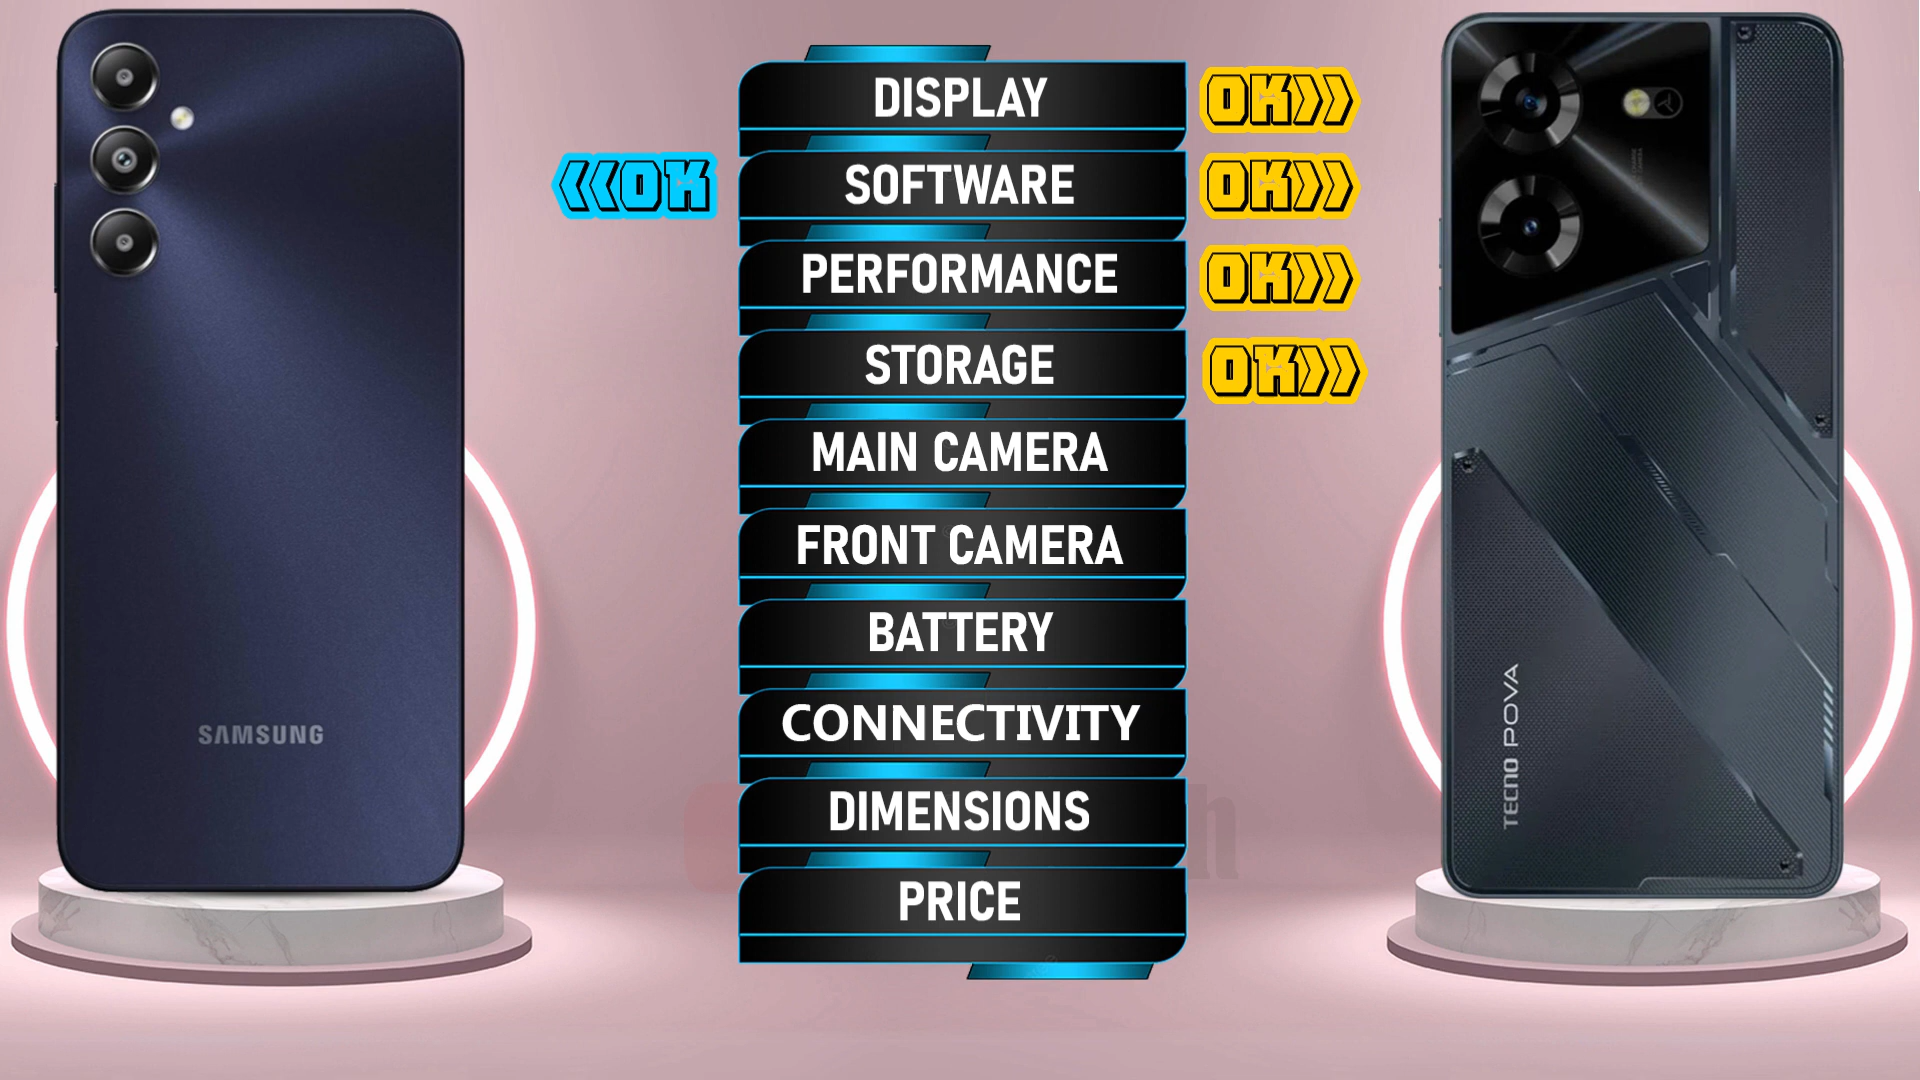 DISPLAY OK
OK SOFTWARE OK
PERFORMANCE OK
STORAGE OK
MAIN CAMERA
FRONT CAMERA
BATTERY
CONNECTIVITY
DIMENSIONS
PRICE
SAMSUNG
TECNO POVA